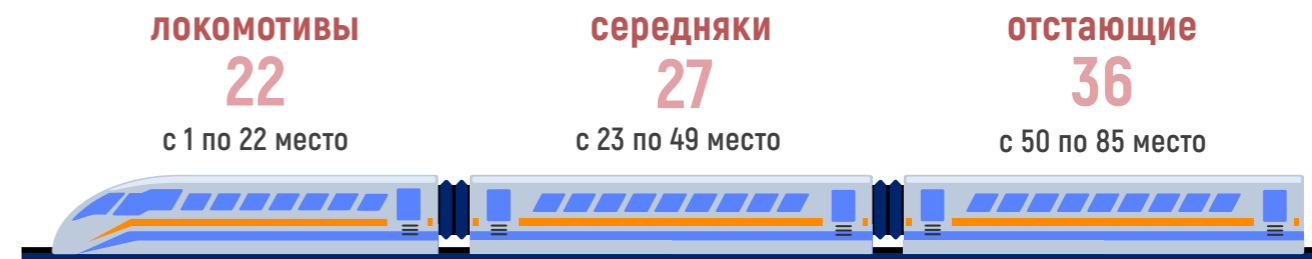 локомотивы
22
с 1 по 22 место
середняки
27
с 23 по 49 место
отстающие
36
с 50 по 85 место